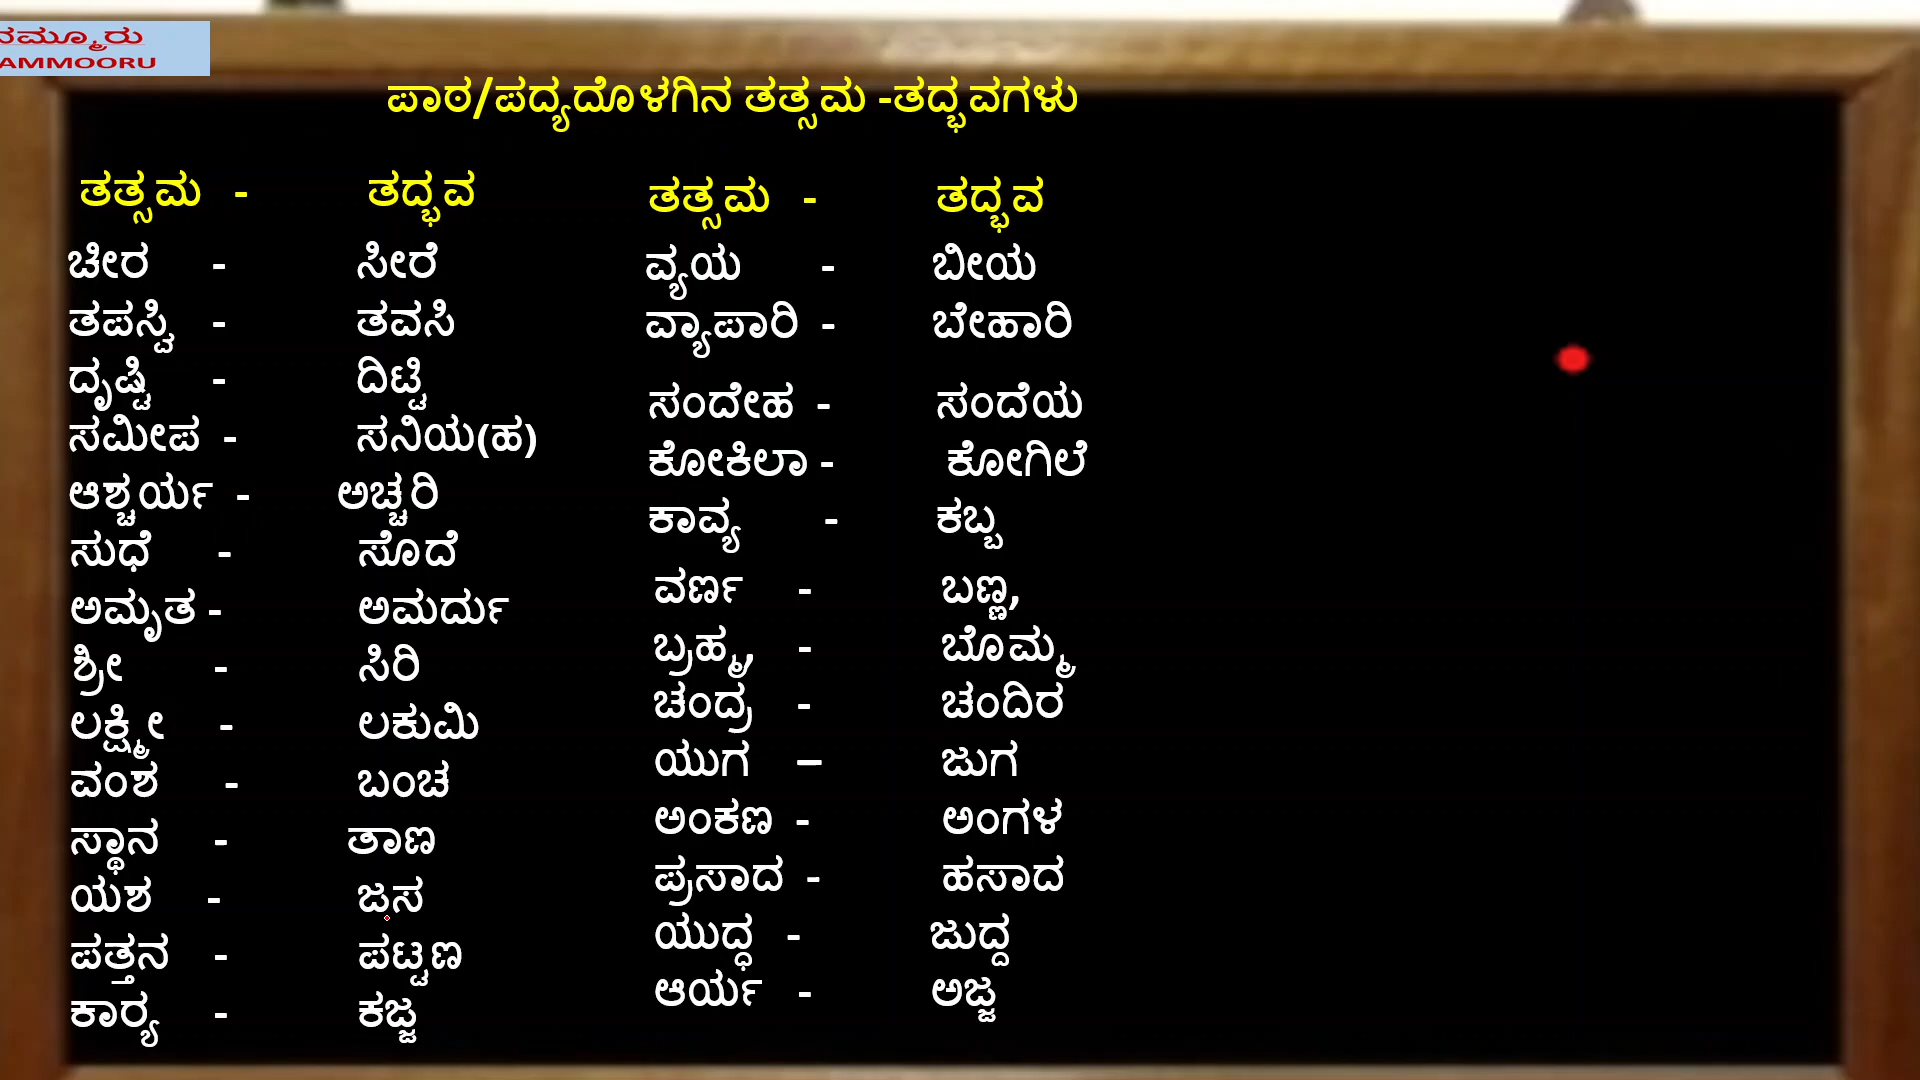 ನಮ್ಮೂರು
AMMOORU
ಪಾಠ/ಪದ್ಯದೊಳಗಿನ ತತ್ಸಮ -ತದ್ಭವಗಳು
ತತ್ಸಮ - ತದ್ಭವ
ಚೀರ - ಸೀರೆ
ತಪಸ್ವಿ - ತವಸಿ
ದೃಷ್ಟಿ - ದಿಟ್ಟಿ
ಸಮೀಪ - ಸನಿಯ(ಹ)
ಆಶ್ಚರ್ಯ - ಅಚ್ಚರಿ
ಸುಧೆ - ಸೊದೆ
ಅಮೃತ - ಅಮರ್ದು
ಶ್ರೀ - ಸಿರಿ
ಲಕ್ಷ್ಮೀ - ಲಕುಮಿ
ವಂಶ - ಬಂಚ
ಸ್ಥಾನ - ತಾಣ
ಯಶ - ಜಸ
ಪತ್ತನ - ಪಟ್ಟಣ
ಕಾರ‍್ಯ - ಕಜ್ಜ
ತತ್ಸಮ - ತದ್ಭವ
ವ್ಯಯ - ಬೀಯ
ವ್ಯಾಪಾರಿ - ಬೇಹಾರಿ
ಸಂದೇಹ - ಸಂದೆಯ
ಕೋಕಿಲಾ - ಕೋಗಿಲೆ
ಕಾವ್ಯ - ಕಬ್ಬ
ವರ್ಣ - ಬಣ್ಣ,
ಬ್ರಹ್ಮ, - ಬೊಮ್ಮ
ಚಂದ್ರ - ಚಂದಿರ
ಯುಗ – ಜುಗ
ಅಂಕಣ - ಅಂಗಳ
ಪ್ರಸಾದ - ಹಸಾದ
ಯುದ್ಧ - ಜುದ್ದ
ಆರ್ಯ - ಅಜ್ಜ